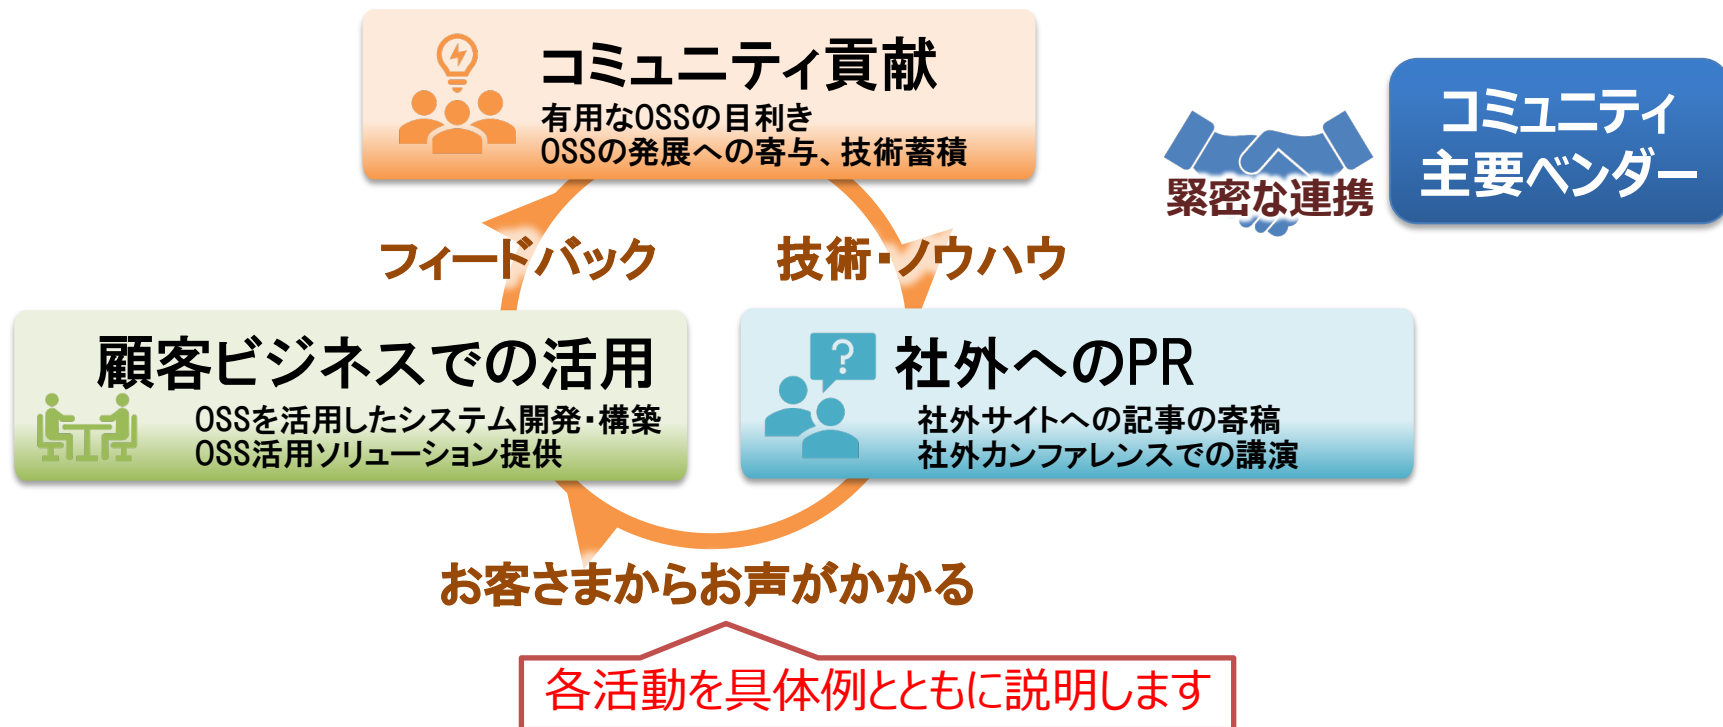 コミュニティ貢献
有用なOSSの目利き
OSSの発展への寄与、技術蓄積
コミュニティ
主要ベンダー
緊密な連携
フィードバック
技術・ノウハウ
顧客ビジネスでの活用
OSSを活用したシステム開発・構築
OSS活用ソリューション提供
?
社外へのPR
社外サイトへの記事の寄稿
社外カンファレンスでの講演
お客さまからお声がかかる
各活動を具体例とともに説明します